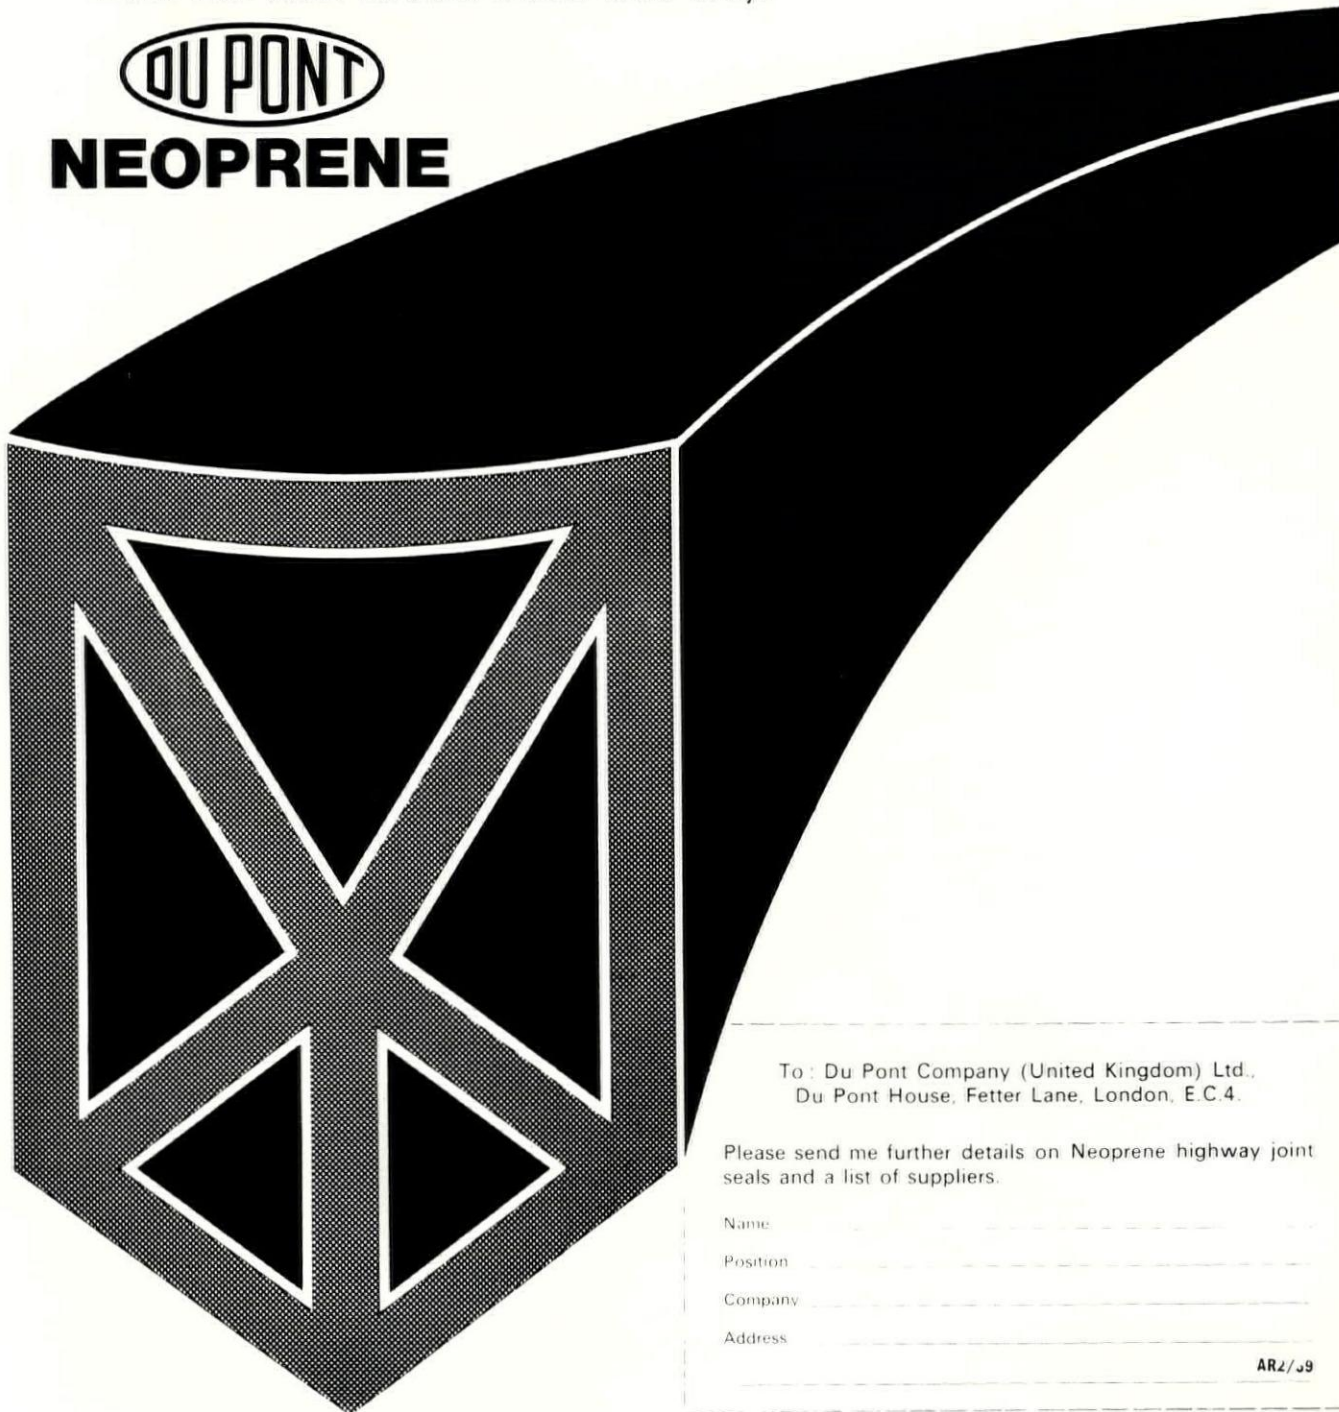 DU PONT
NEOPRENE
To : Du Pont Company (United Kingdom) Ltd.,
Du Pont House, Fetter Lane, London, E.C.4.
Please send me further details on Neoprene highway joint
seals and a list of suppliers.
Name
Position
Company
Address